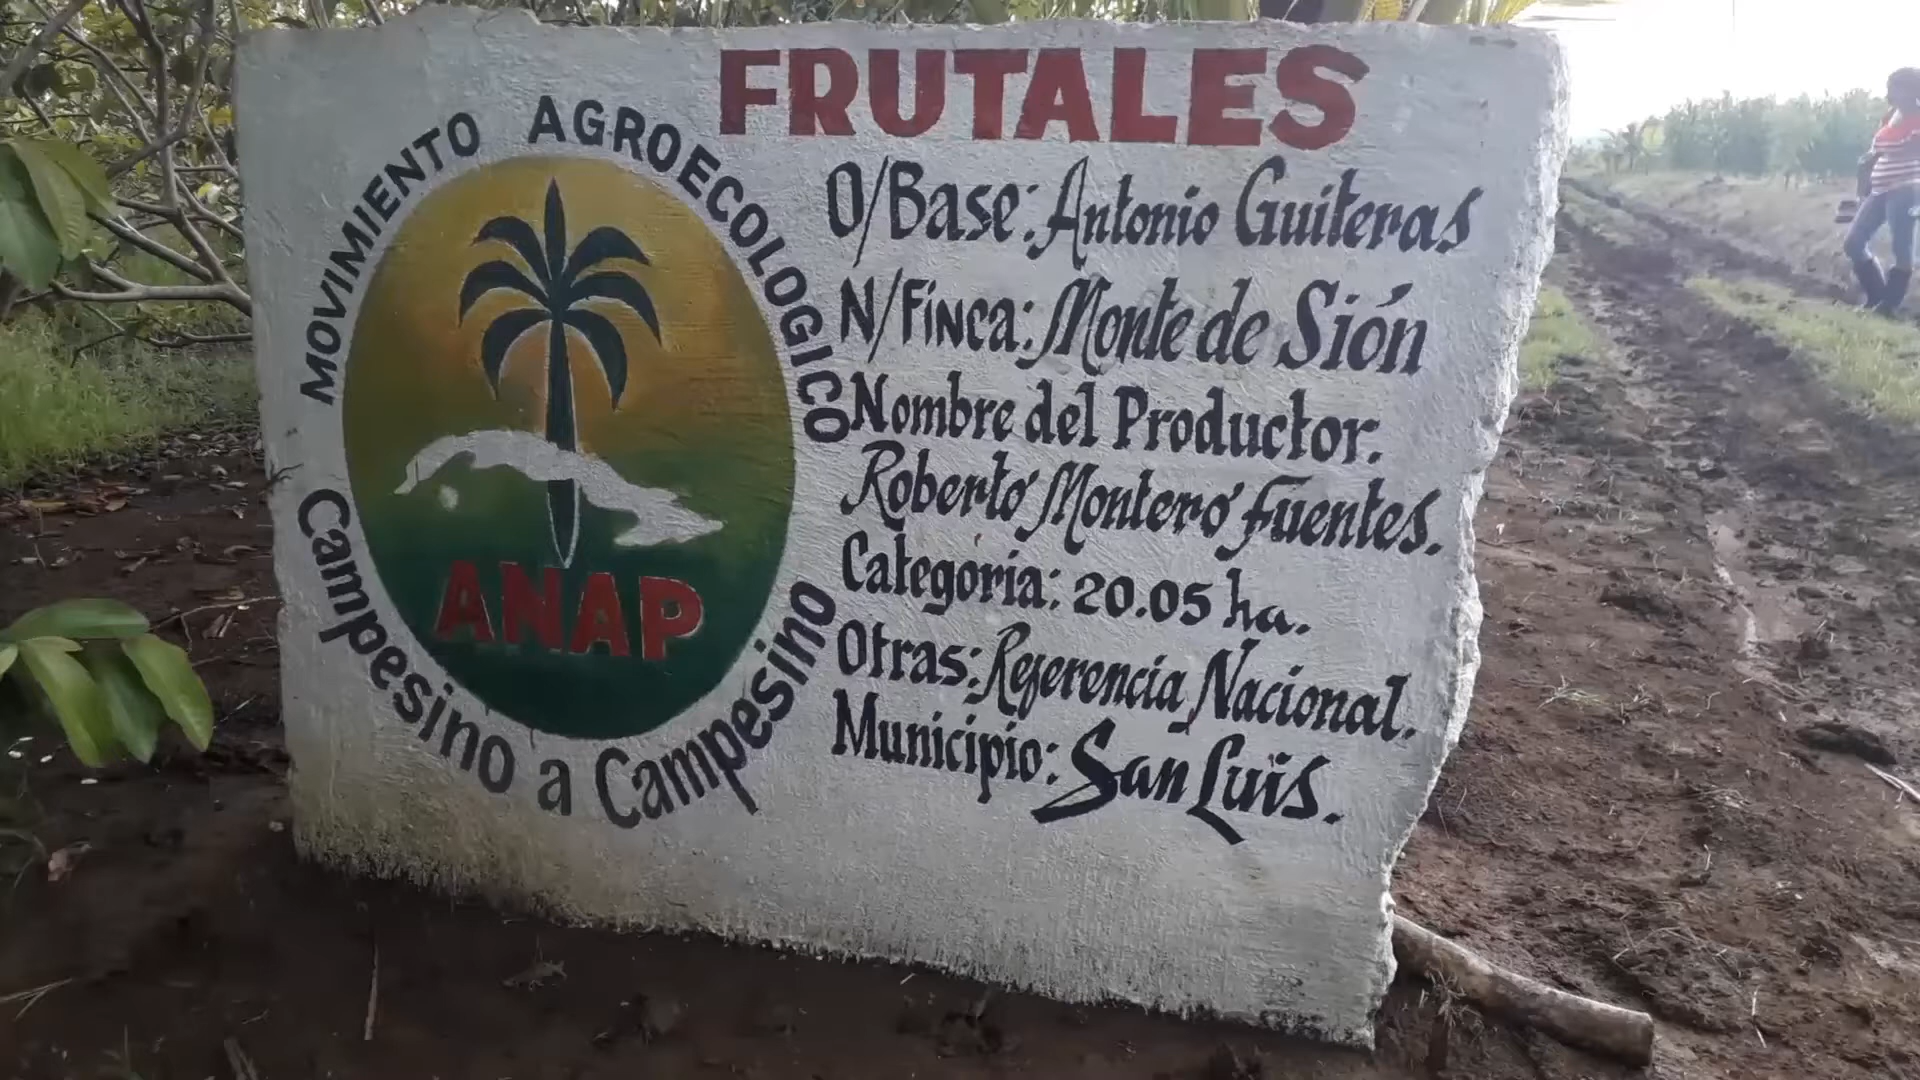 FRUTALES
MOVIMIENTO AGROECOLOGICO
Campesino a Campesino
ANAP
O/Base: Antonio Guiteras
N/Finca: Monte de Sión
Nombre del Productor.
Roberto Montero Fuentes.
Categoría: 20.05 ha.
Otras: Referencia Nacional.
Municipio: San Luis.